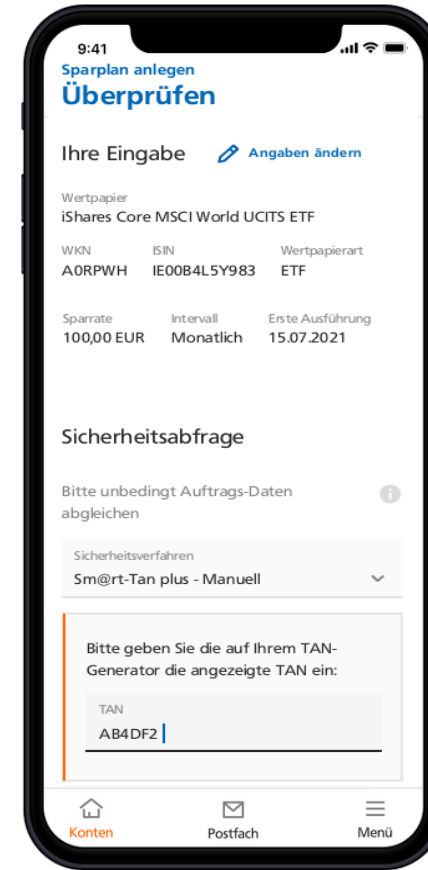 9:41
Sparplan anlegen
Überprüfen
Ihre Eingabe
Angaben ändern
Wertpapier
iShares Core MSCI World UCITS ETF
WKN ISIN Wertpapierart
A0RPWH IE00B4L5Y983 ETF
Sparrate Intervall Erste Ausführung
100,00 EUR Monatlich 15.07.2021
Sicherheitsabfrage
Bitte unbedingt Auftrags-Daten
abgleichen
Sicherheitsverfahren
Sm@rt-Tan plus - Manuell
Bitte geben Sie die auf Ihrem TAN-
Generator die angezeigte TAN ein:
TAN
AB4DF2
Konten Postfach Menü